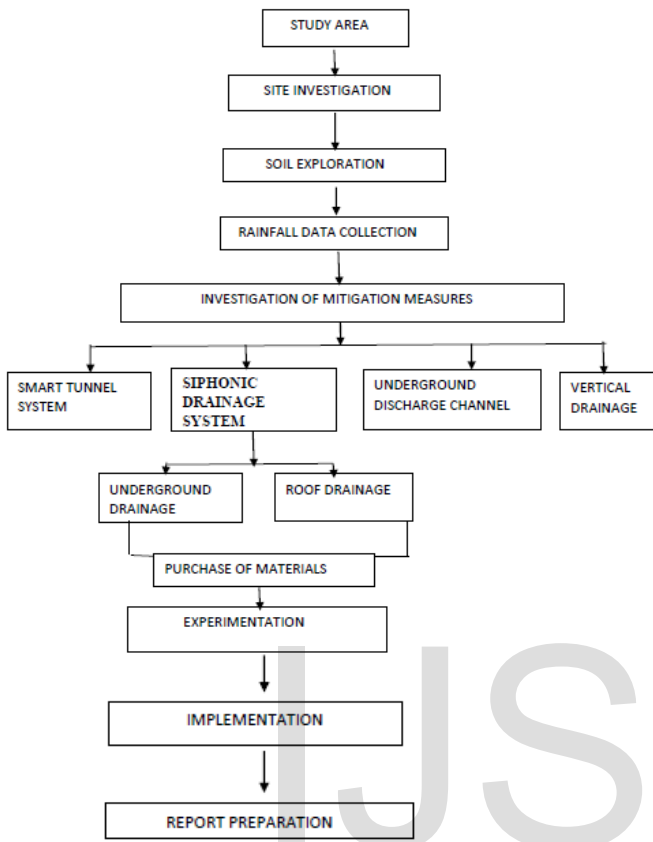 STUDY AREA
SITE INVESTIGATION
SOIL EXPLORATION
RAINFALL DATA COLLECTION
INVESTIGATION OF MITIGATION MEASURES
SMART TUNNEL
SYSTEM
SIPHONIC
DRAINAGE
SYSTEM
UNDERGROUND
DISCHARGE CHANNEL
VERTICAL
DRAINAGE
UNDERGROUND
DRAINAGE
ROOF DRAINAGE
PURCHASE OF MATERIALS
EXPERIMENTATION
IMPLEMENTATION
REPORT PREPARATION
IJS